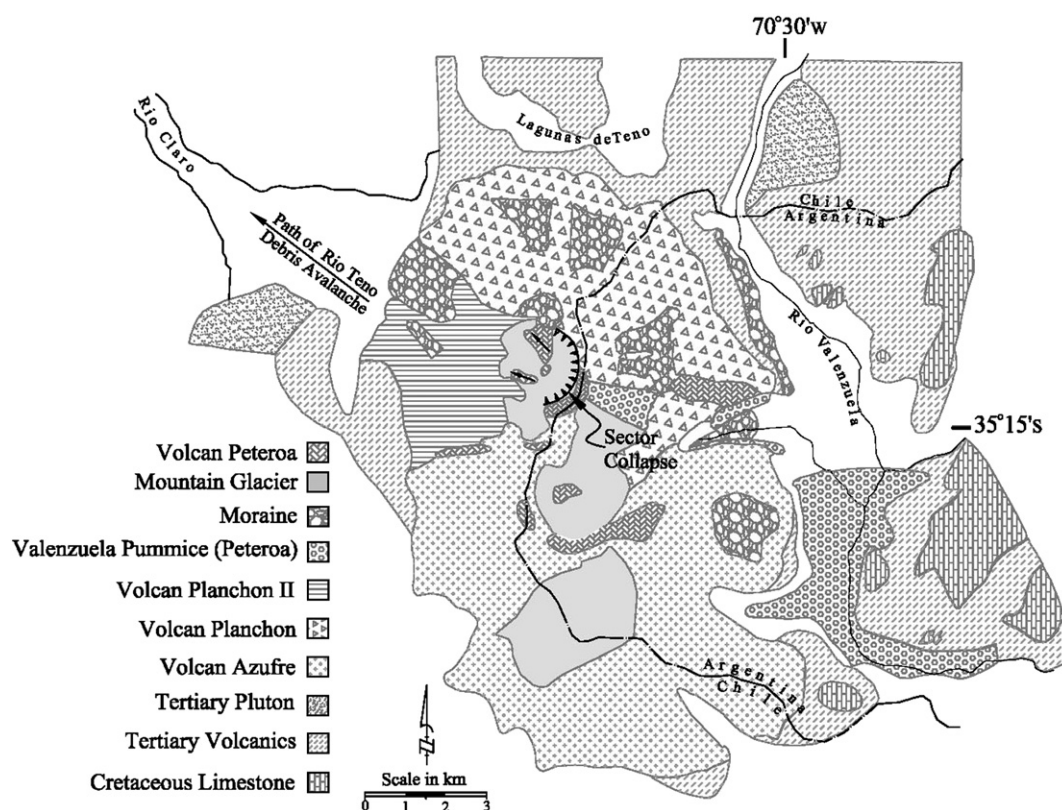 70°30'w
Rio Claro
Lagunas deTeno
Chile
Argentina
Path of Rio Teno
Debris Avalanche
Rio Valenzuela
35°15's
Sector
Collapse
Volcan Peteroa
Mountain Glacier
Moraine
Valenzuela Pummice (Peteroa)
Volcan Planchon II
Volcan Planchon
Volcan Azufre
Tertiary Pluton
Tertiary Volcanics
Cretaceous Limestone
Argentina
Chile
N
Scale in km
0 1 2 3